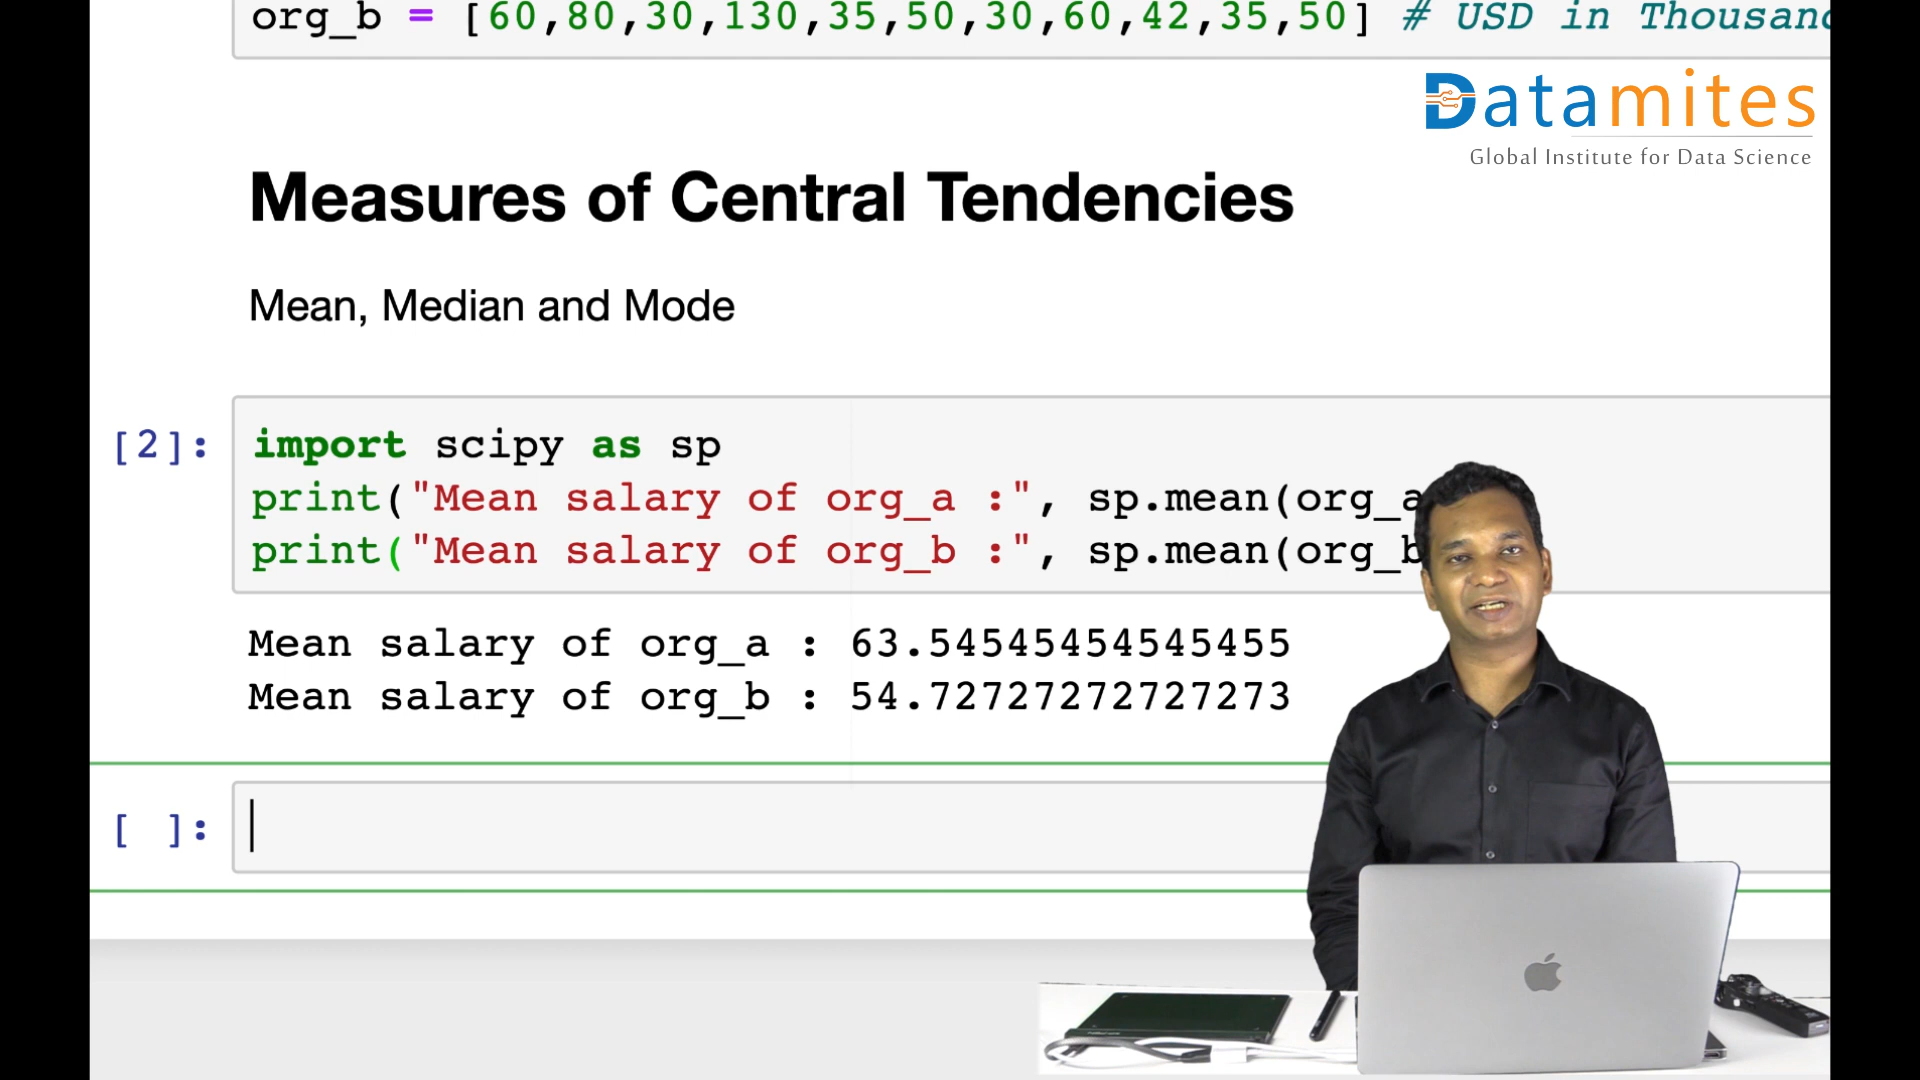 org_b = [60,80,30,130,35,50,30,60,42,35,50] # USD in
Datamites
Global Institute for Data Science
Measures of Central Tendencies
Mean, Median and Mode
[2]: import scipy as sp
print("Mean salary of org_a :", sp.mean(org_a
print("Mean salary of org_b :", sp.mean(org_b
Mean salary of org_a : 63.54545454545455
Mean salary of org_b : 54.72727272727273
[ ]: